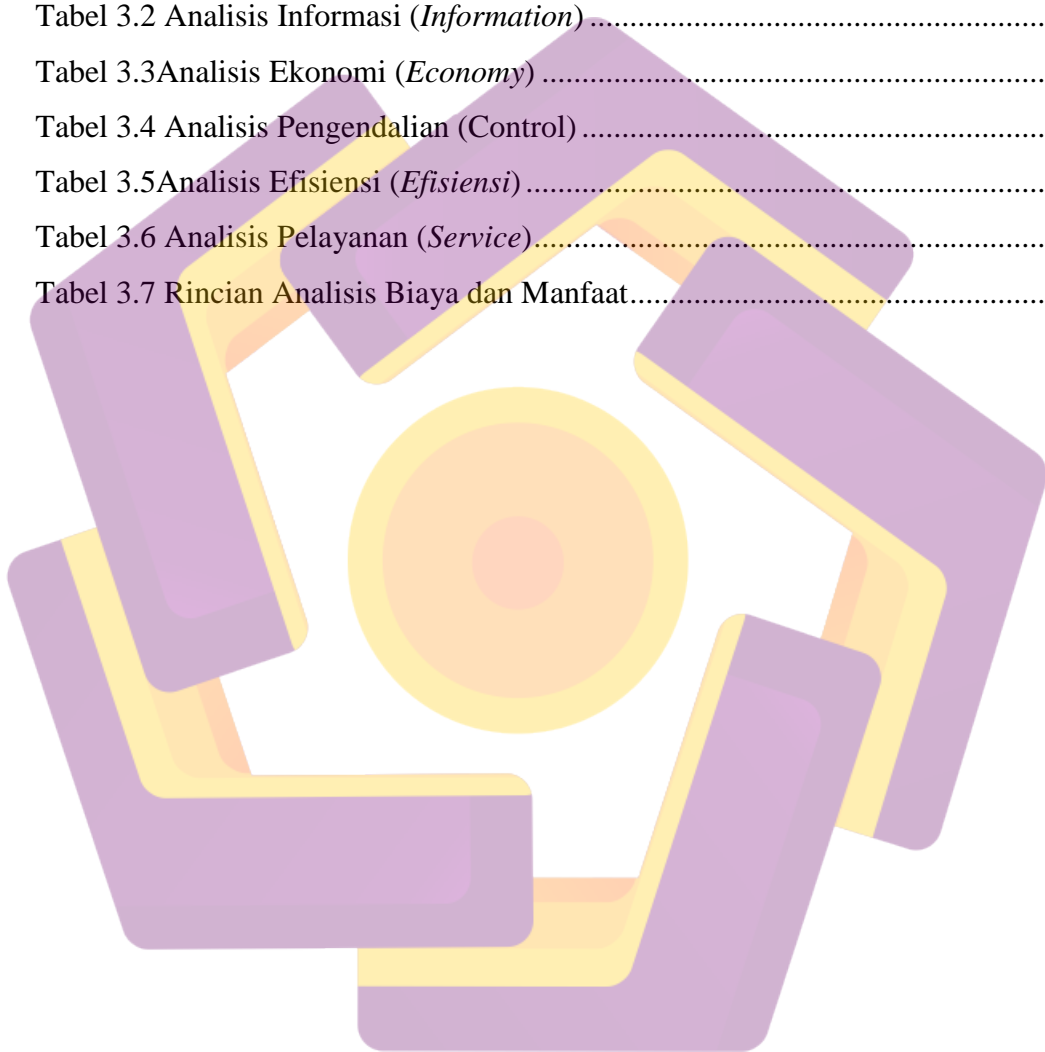 Tabel 3.2 Analisis Informasi (Information) ........................................................
Tabel 3.3Analisis Ekonomi (Economy) ..............................................................
Tabel 3.4 Analisis Pengendalian (Control) .........................................................
Tabel 3.5Analisis Efisiensi (Efisiensi) ................................................................
Tabel 3.6 Analisis Pelayanan (Service)...............................................................
Tabel 3.7 Rincian Analisis Biaya dan Manfaat...................................................